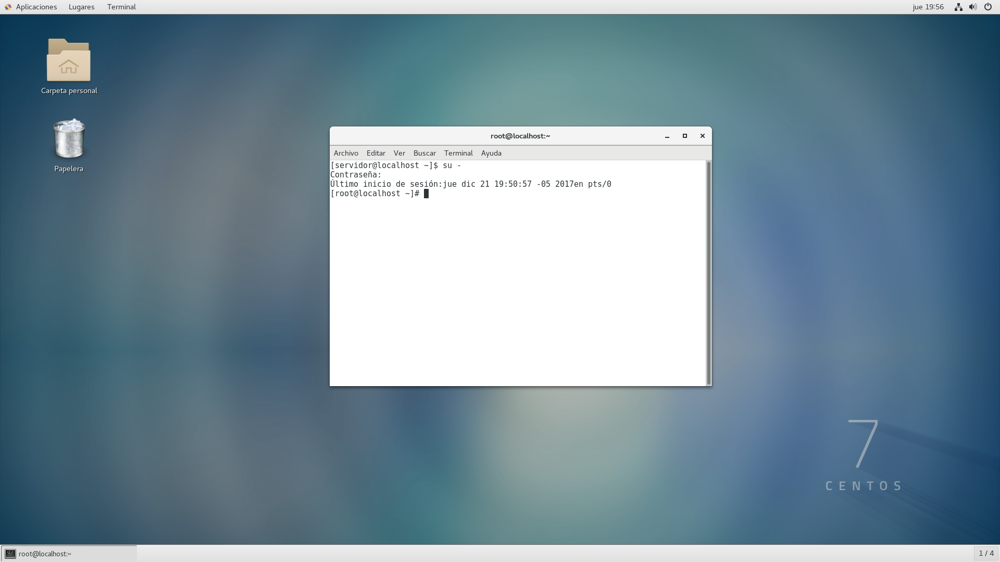 Aplicaciones Lugares Terminal jue 19:56
Carpeta personal
Papelera
root@localhost:~
Archivo Editar Ver Buscar Terminal Ayuda
[servidor@localhost ~]$ su -
Contraseña:
Último inicio de sesión:jue dic 21 19:50:57 -05 2017en pts/0
[root@localhost ~]#
7
CENTOS
root@localhost:~ 1 / 4